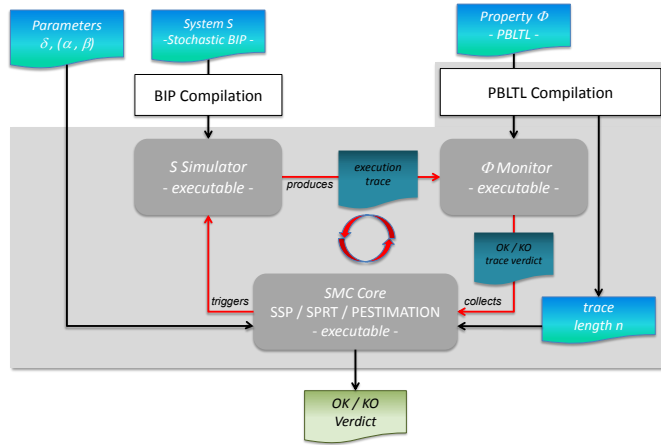 Parameters
δ, (α, β)
System S
-Stochastic BIP -
Property Φ
- PBLTL -
BIP Compilation
PBLTL Compilation
S Simulator
- executable -
produces
execution
trace
Φ Monitor
- executable -
OK / KO
trace verdict
triggers
SMC Core
SSP / SPRT / PESTIMATION
- executable -
collects
trace
length n
OK / KO
Verdict